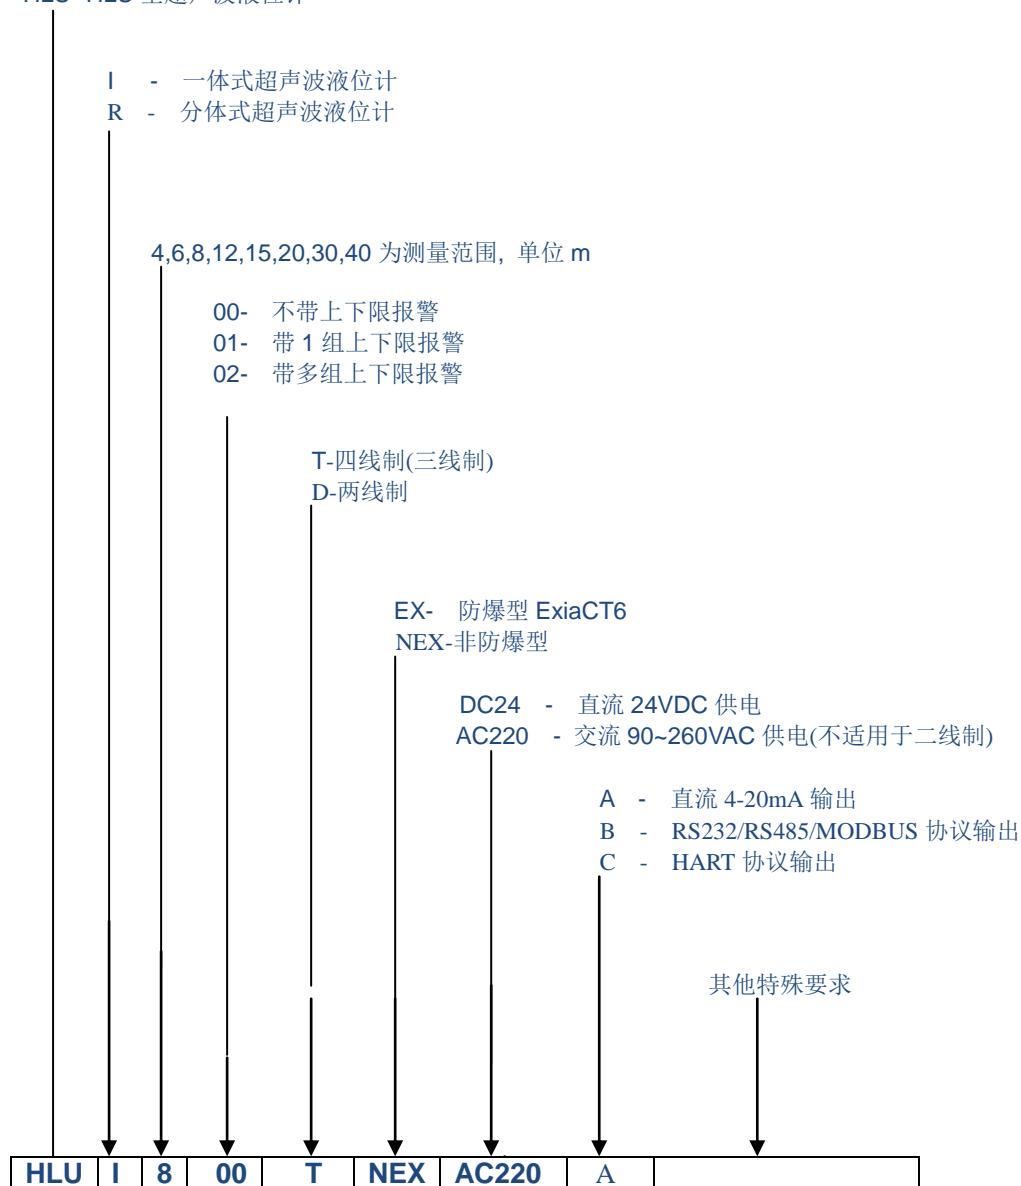 I - 一体式超声波液位计
R - 分体式超声波液位计
4,6,8,12,15,20,30,40 为测量范围, 单位 m
00- 不带上下限报警
01- 带 1 组上下限报警
02- 带多组上下限报警
T-四线制(三线制)
D-两线制
EX- 防爆型 ExiaCT6
NEX-非防爆型
DC24 - 直流 24VDC 供电
AC220 - 交流 90~260VAC 供电(不适用于二线制)
A - 直流 4-20mA 输出
B - RS232/RS485/MODBUS 协议输出
C - HART 协议输出
其他特殊要求
HLU I 8 00 T NEX AC220 A